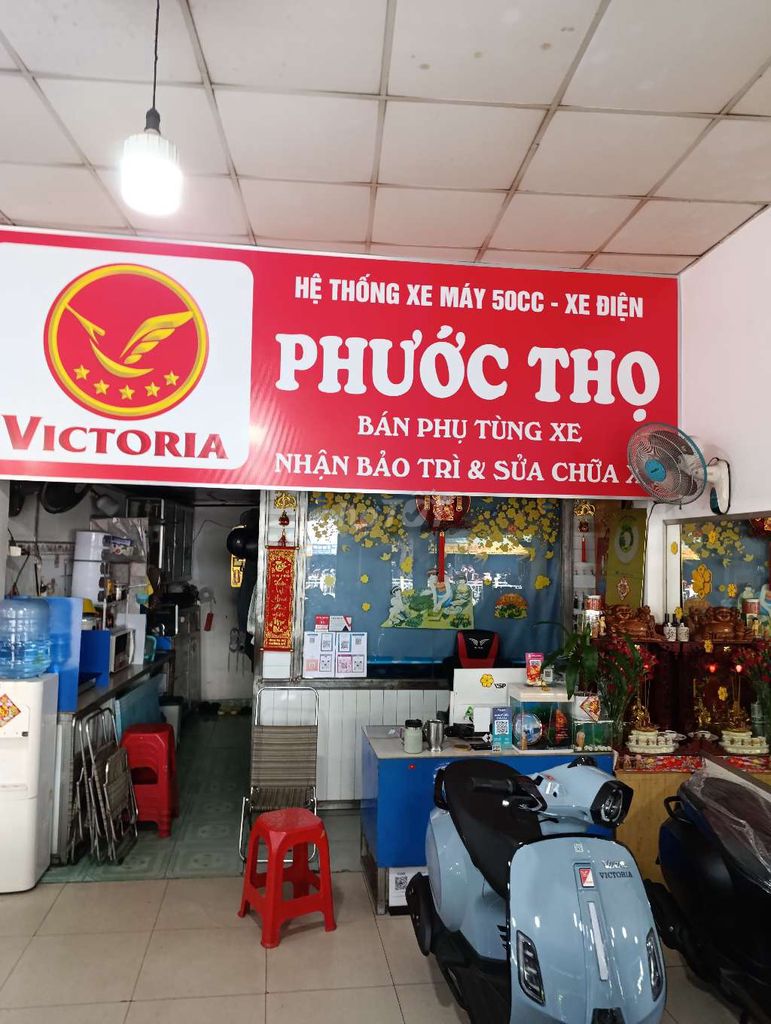 HỆ THỐNG XE MÁY 50CC - XE ĐIỆN
PHƯỚC THỌ
BÁN PHỤ TÙNG XE
NHẬN BẢO TRÌ & SỬA CHỮA
VICTORIA
VICTORIA